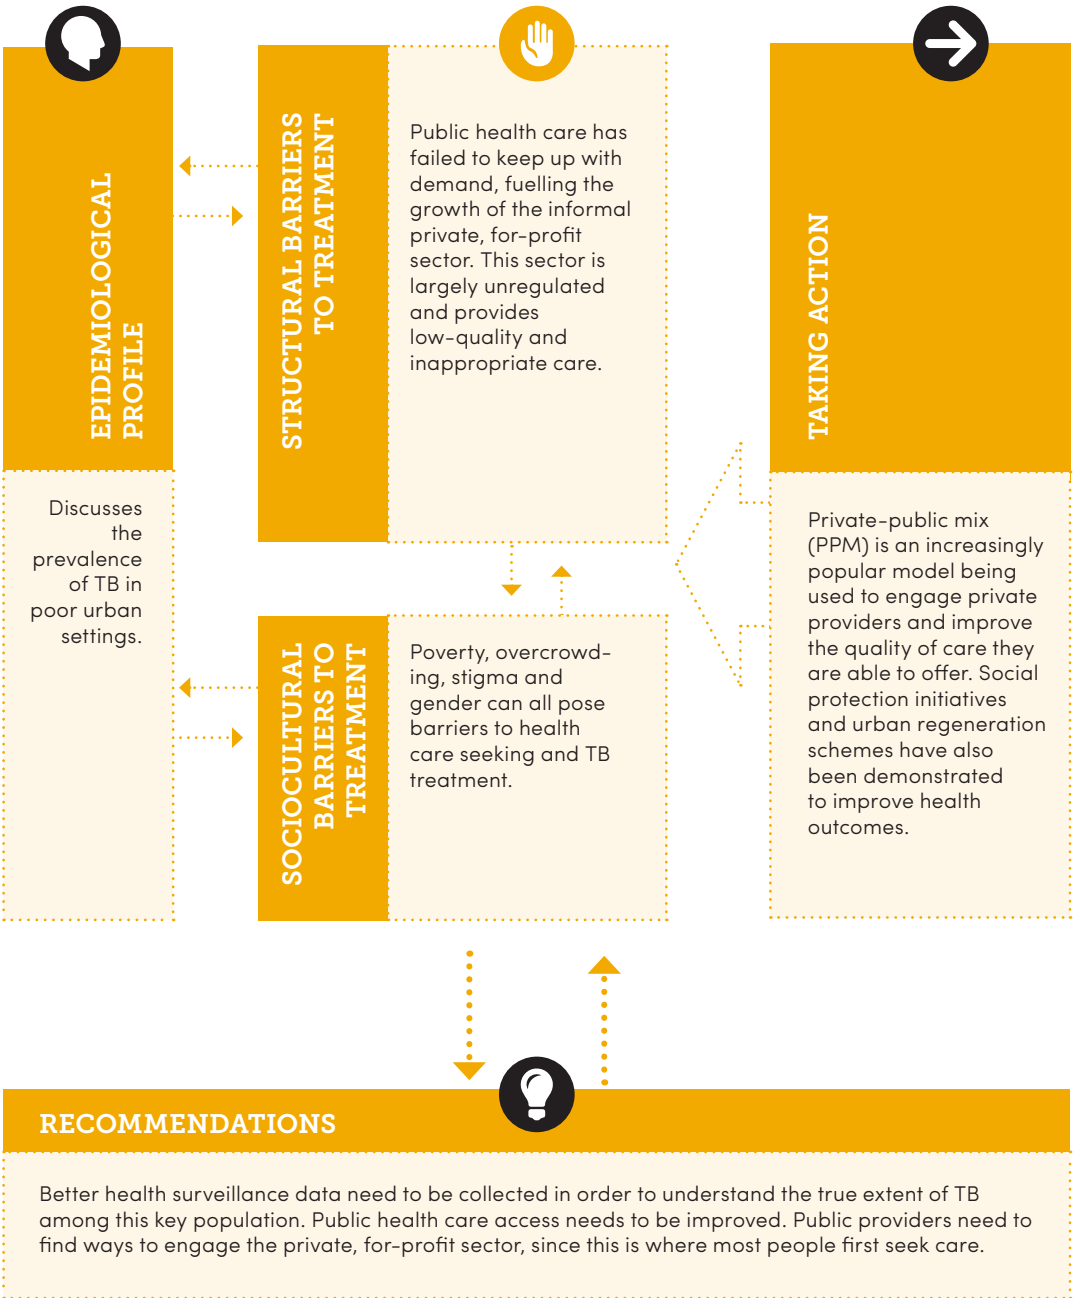 EPIDEMIOLOGICAL
PROFILE
Discusses
the
prevalence
of TB in
poor urban
settings.
STRUCTURAL BARRIERS
TO TREATMENT
Public health care has
failed to keep up with
demand, fuelling the
growth of the informal
private, for-profit
sector. This sector is
largely unregulated
and provides
low-quality and
inappropriate care.
SOCIOCULTURAL
BARRIERS TO
TREATMENT
Poverty, overcrowd-
ing, stigma and
gender can all pose
barriers to health
care seeking and TB
treatment.
TAKING ACTION
Private-public mix
(PPM) is an increasingly
popular model being
used to engage private
providers and improve
the quality of care they
are able to offer. Social
protection initiatives
and urban regeneration
schemes have also
been demonstrated
to improve health
outcomes.
RECOMMENDATIONS
Better health surveillance data need to be collected in order to understand the true extent of TB
among this key population. Public health care access needs to be improved. Public providers need to
find ways to engage the private, for-profit sector, since this is where most people first seek care.